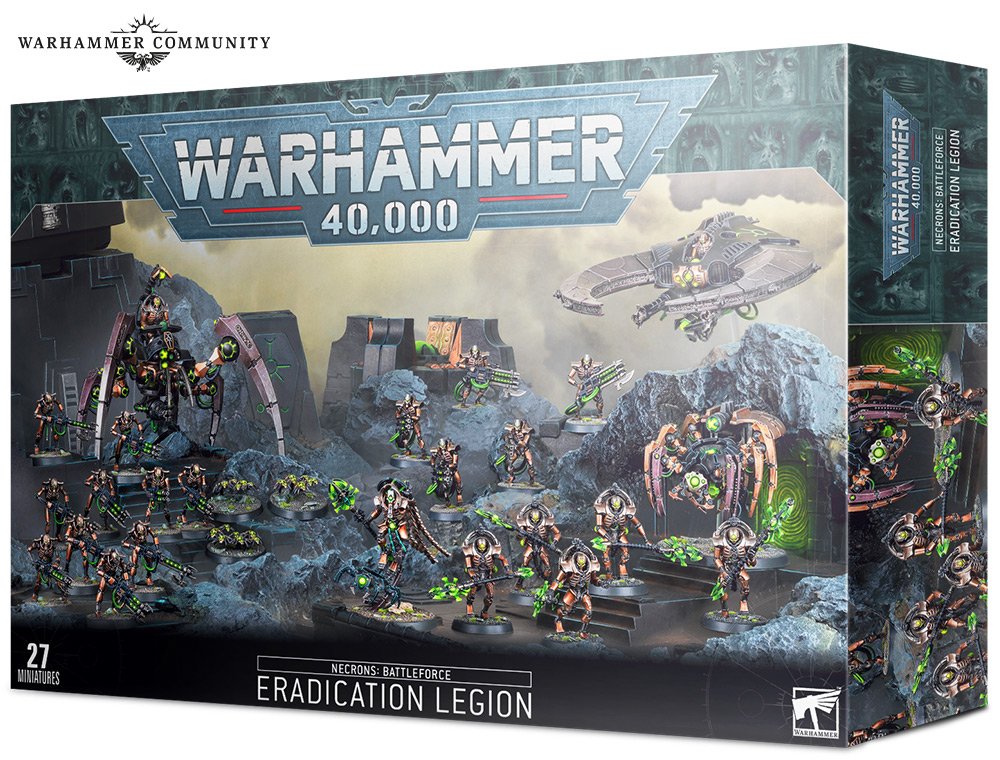 WARHAMMER COMMUNITY
WARHAMMER
40,000
27
MINIATURES
NECRONS: BATTLEFORCE
ERADICATION LEGION
WARHAMMER
WARHAMMER
40,000
NECRONS: BATTLEFORCE
ERADICATION LEGION